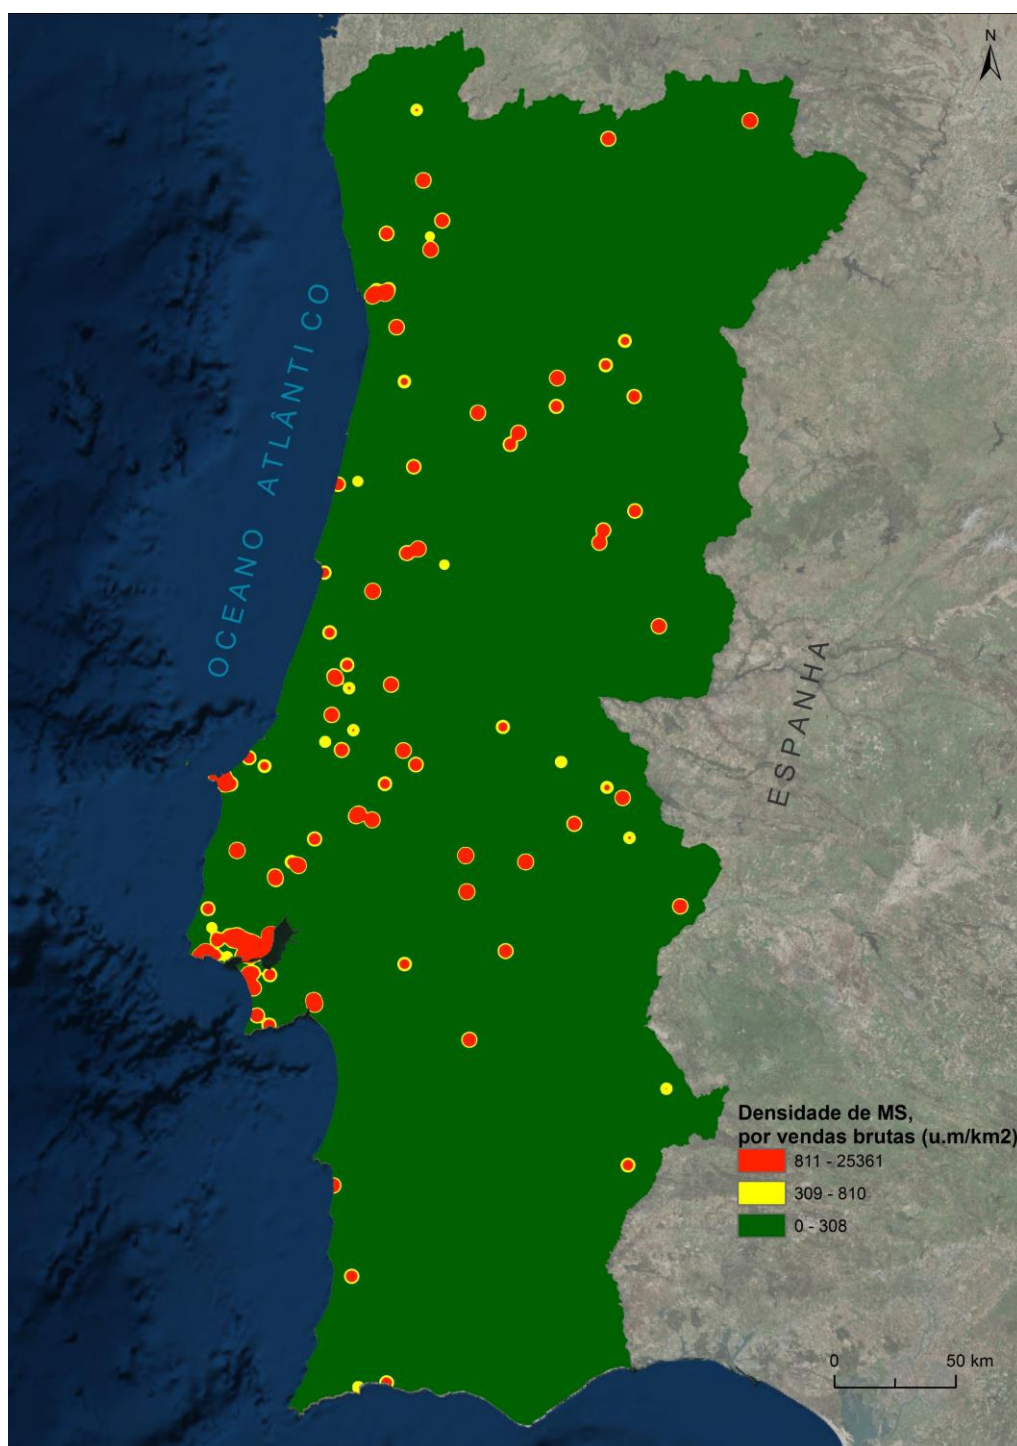 N
OCEANO ATLÂNTICO
ESPANHA
Densidade de MS,
por vendas brutas (u.m/km2)
811 - 25361
309 - 810
0 - 308
0 50 km